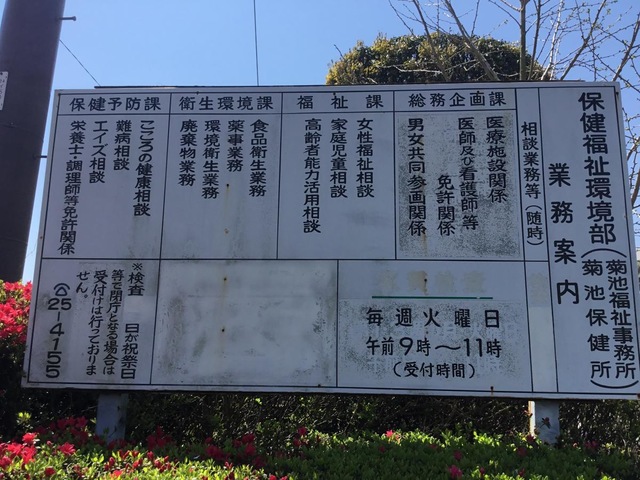 保健福祉環境部
(菊池福祉事務所)
(菊池保健所)
業務案内
相談業務等(随時)
総務企画課
医療施設関係
医師及び看護師等
免許関係
男女共同参画関係
福祉課
女性福祉相談
家庭児童相談
高齢者能力活用相談
衛生環境課
食品衛生業務
薬事業務
環境衛生業務
廃棄物業務
保健予防課
こころの健康相談
難病相談
エイズ相談
栄養士・調理師等免許関係
毎週火曜日
午前9時〜11時
(受付時間)
※検査 日が祝祭日
等で閉庁となる場合は
受付けは行っておりま
せん。
☎25-4155